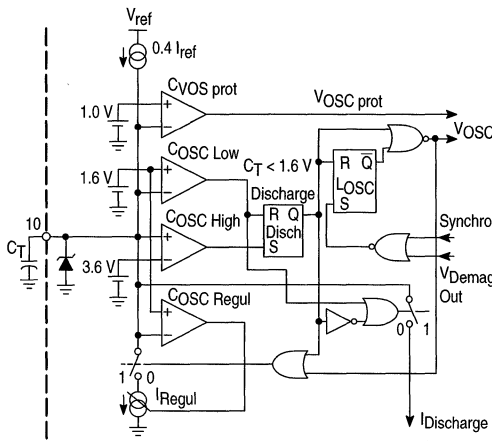 Vref
0.4 Iref
CVOS prot
1.0 V
VOSC prot
COSC Low
CT < 1.6 V
VOSC
1.6 V
R Q
LOSC
S
Discharge
10
COSC High
R Q
Disch
S
Synchro
CT
3.6 V
VDemag
Out
COSC Regul
0 1
1 0
IRegul
IDischarge